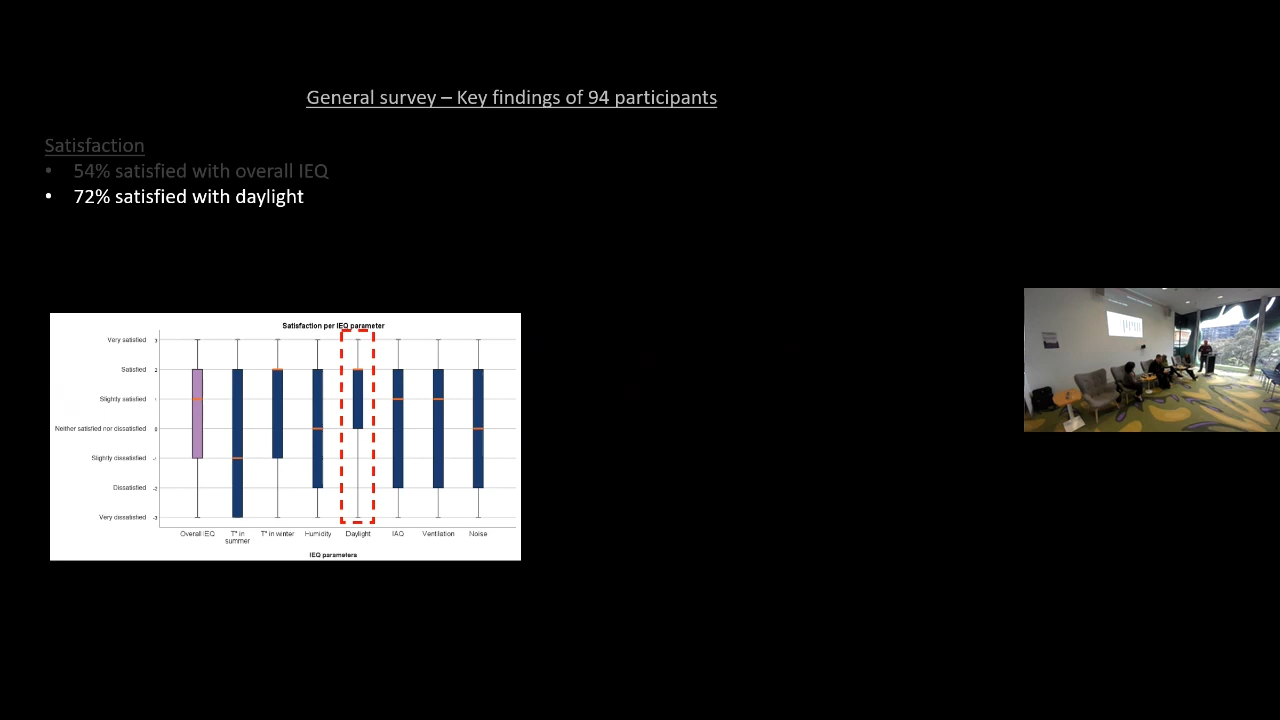 General survey – Key findings of 94 participants
Satisfaction
• 54% satisfied with overall IEQ
• 72% satisfied with daylight
Satisfaction per IEQ parameter
Very satisfied 3
Satisfied 2
Slightly satisfied 1
Neither satisfied nor dissatisfied 0
Slightly dissatisfied -1
Dissatisfied -2
Very dissatisfied -3
Overall IEQ T° in summer T° in winter Humidity Daylight IAQ Ventilation Noise
IEQ parameters